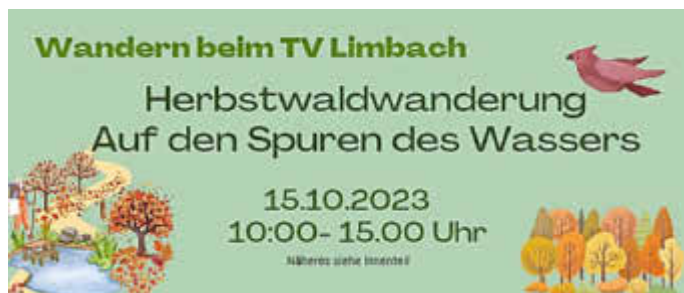 Wandern beim TV Limbach
Herbstwaldwanderung
Auf den Spuren des Wassers
15.10.2023
10:00- 15.00 Uhr
Näheres siehe Innenteil